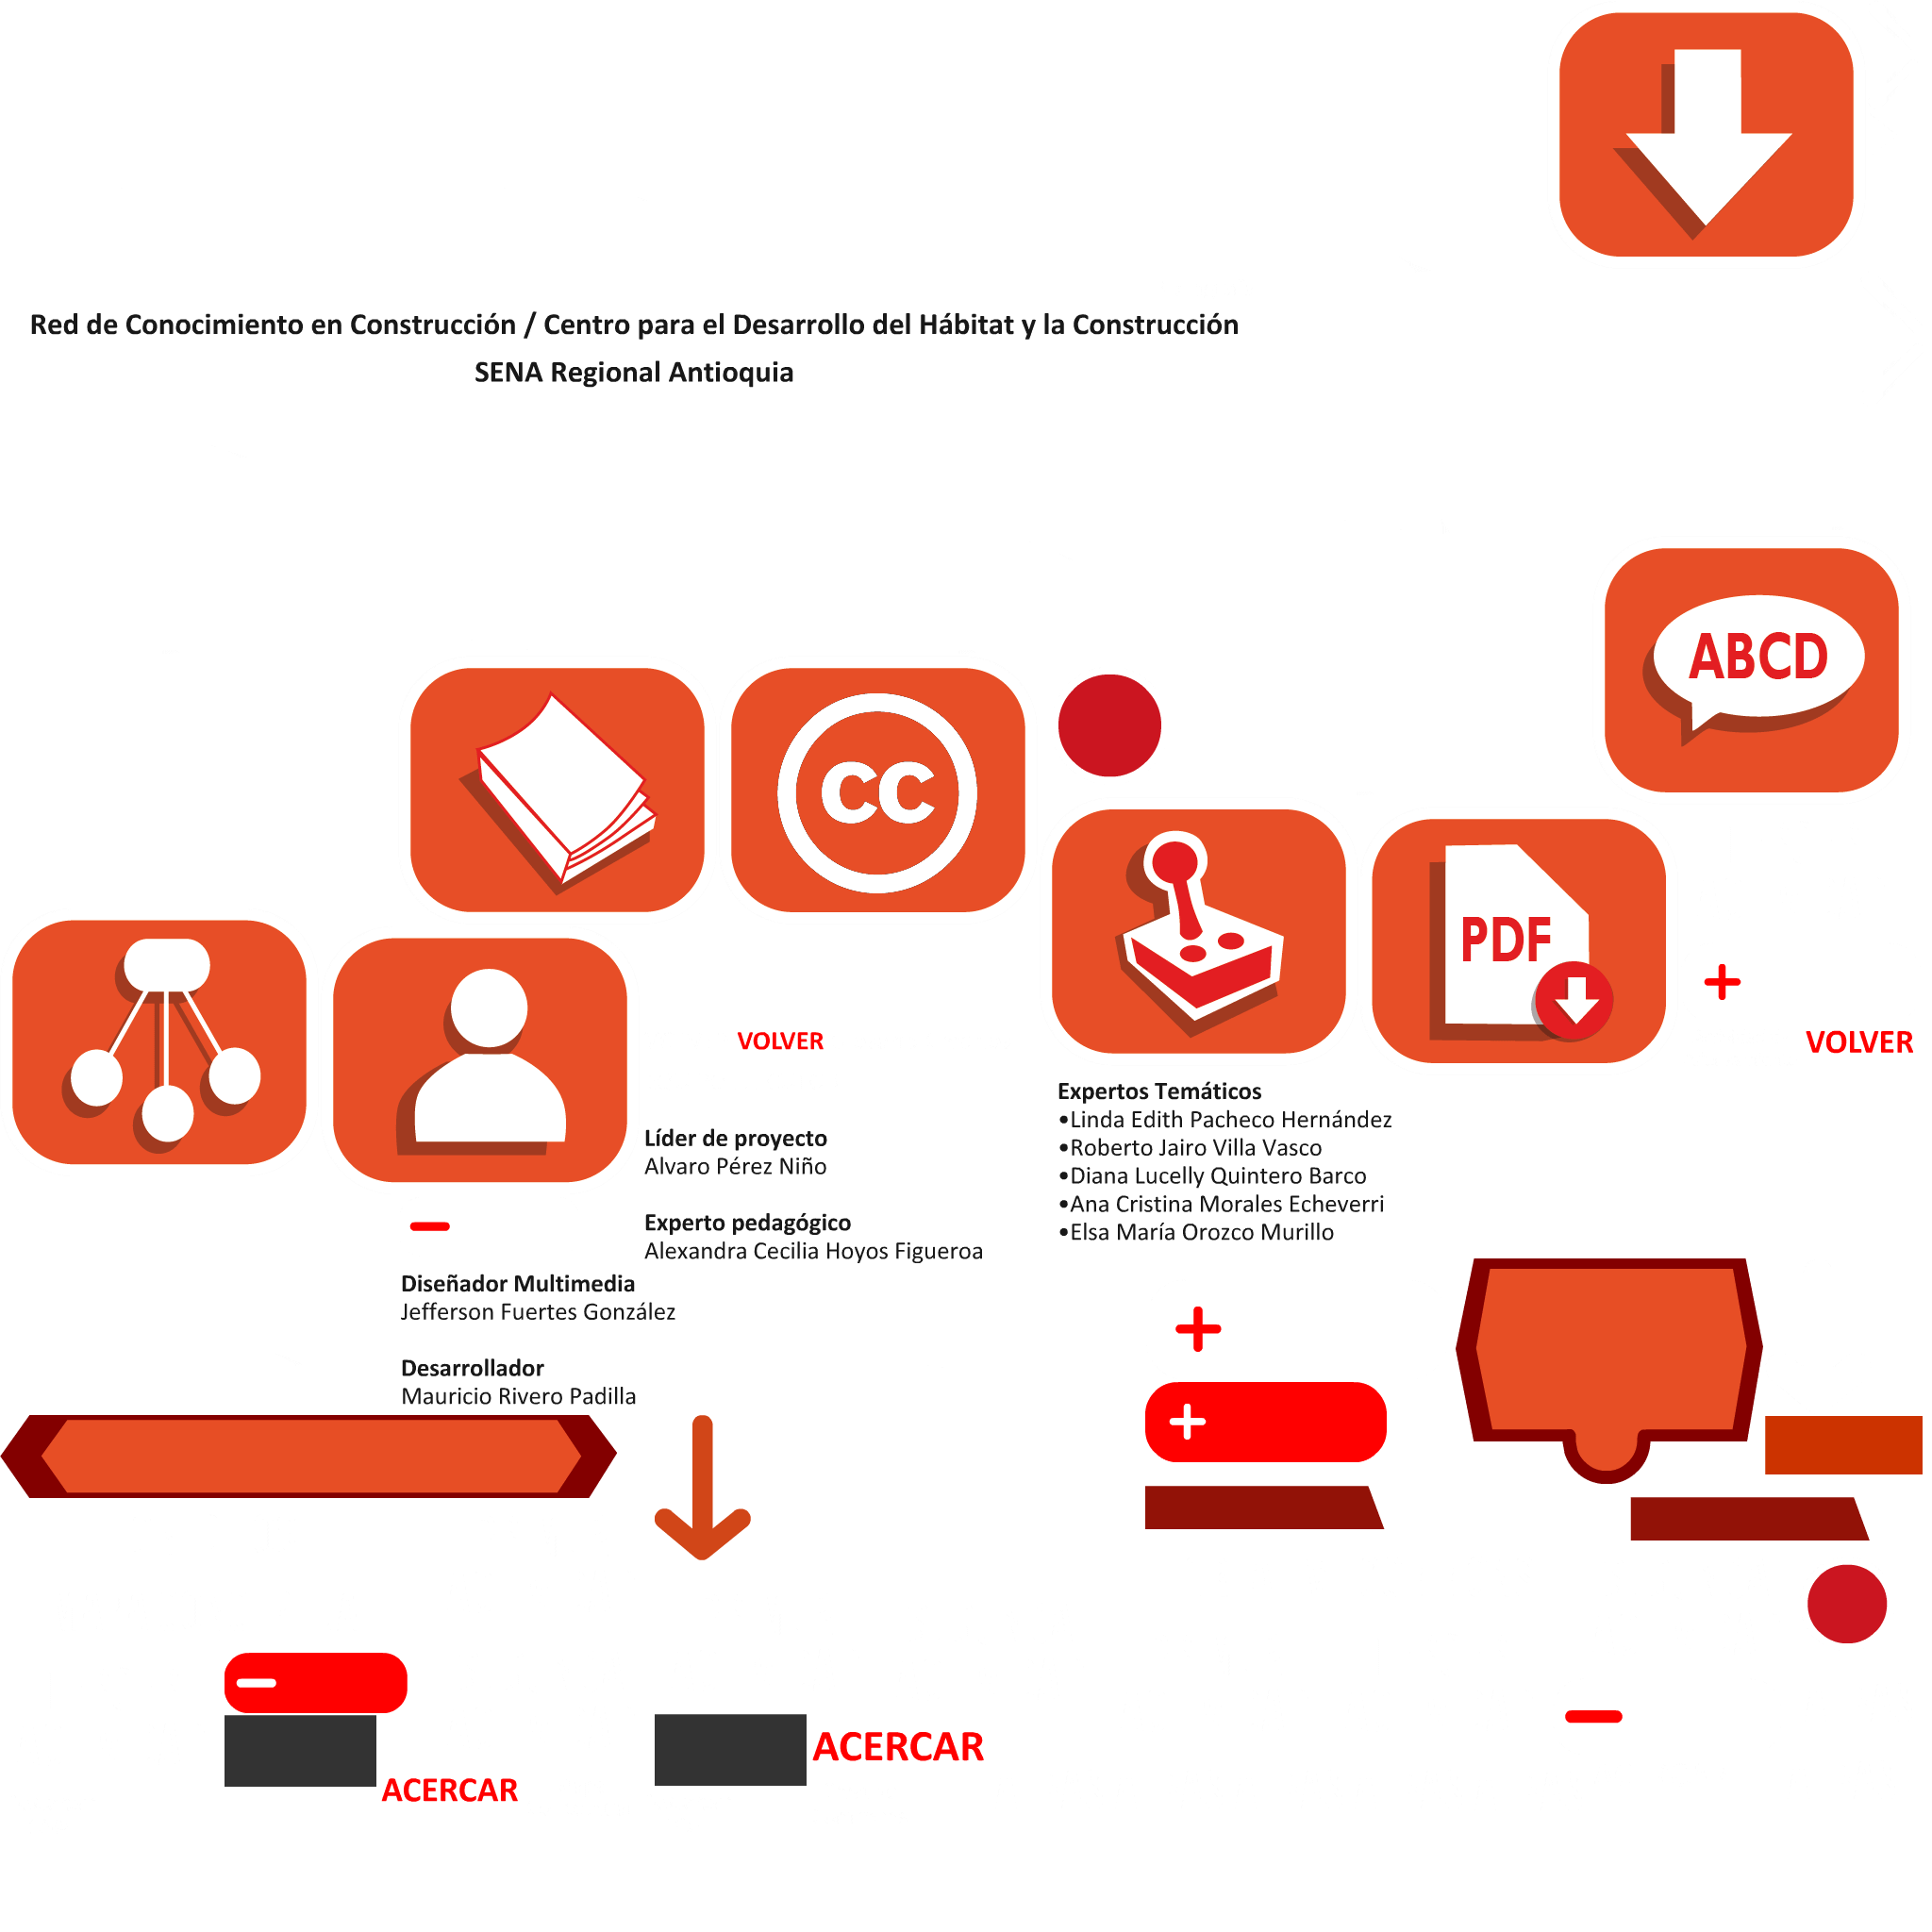 Red de Conocimiento en Construcción / Centro para el Desarrollo del Hábitat y la Construcción
SENA Regional Antioquia
ABCD
CC
PDF
VOLVER
VOLVER
Expertos Temáticos
•Linda Edith Pacheco Hernández
•Roberto Jairo Villa Vasco
•Diana Lucelly Quintero Barco
•Ana Cristina Morales Echeverri
•Elsa María Orozco Murillo
Líder de proyecto
Alvaro Pérez Niño
Experto pedagógico
Alexandra Cecilia Hoyos Figueroa
Diseñador Multimedia
Jefferson Fuertes González
Desarrollador
Mauricio Rivero Padilla
ACERCAR
ACERCAR